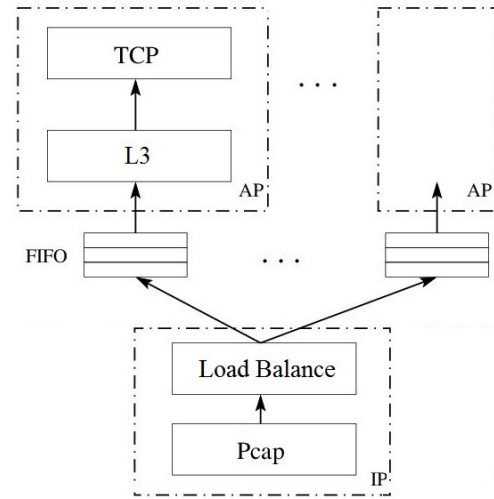 TCP
. . .
L3
AP
AP
FIFO
. . .
Load Balance
Pcap
IP